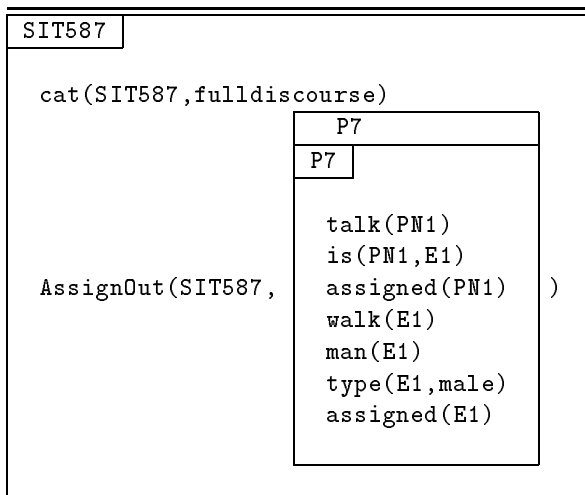 SIT587
cat(SIT587,fulldiscourse)
P7
P7
talk(PN1)
is(PN1,E1)
AssignOut(SIT587, assigned(PN1) )
walk(E1)
man(E1)
type(E1,male)
assigned(E1)